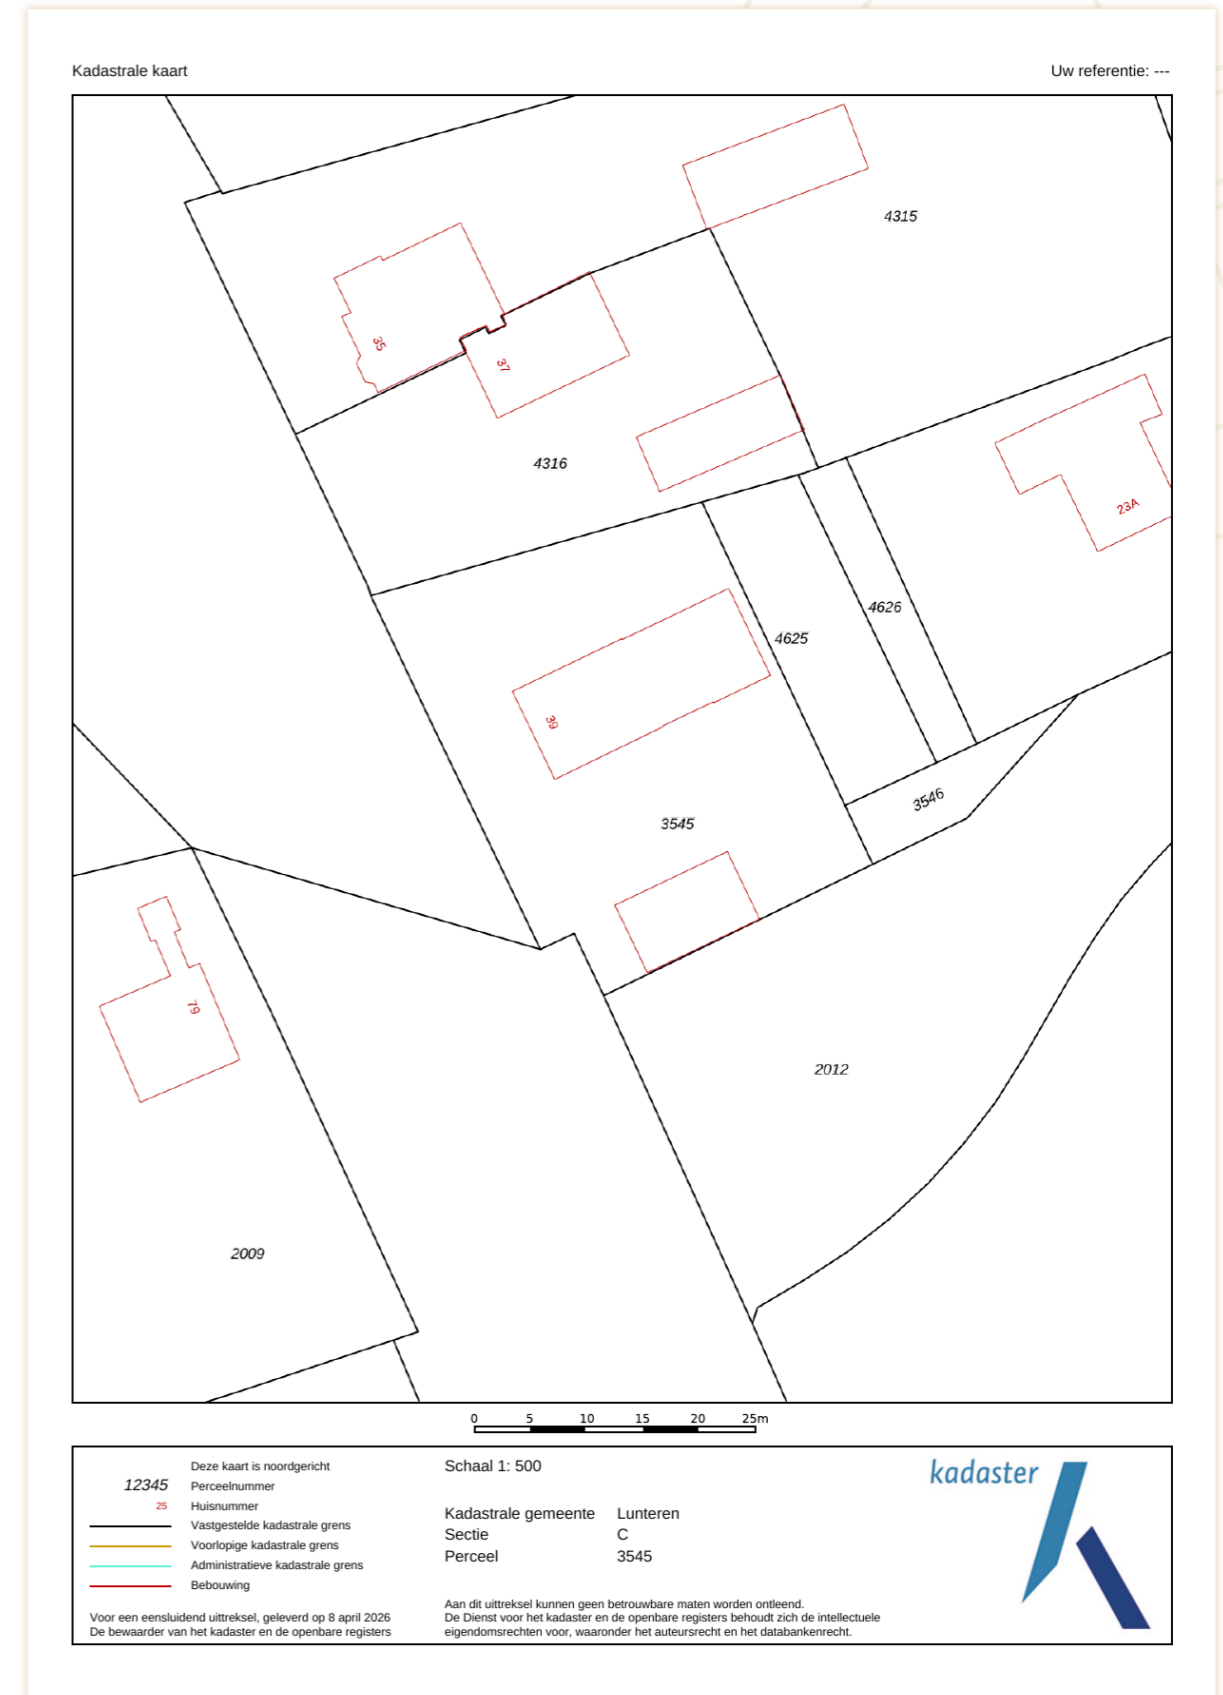 Kadastrale kaart
Uw referentie: ---
4315
35
37
4316
23A
4626
4625
39
3546
3545
79
2012
2009
0 5 10 15 20 25m
Deze kaart is noordgericht
12345 Perceelnummer
25 Huisnummer
Vastgestelde kadastrale grens
Voorlopige kadastrale grens
Administratieve kadastrale grens
Bebouwing
Voor een eensluidend uittreksel, geleverd op 8 april 2026
De bewaarder van het kadaster en de openbare registers
Schaal 1: 500
Kadastrale gemeente Lunteren
Sectie C
Perceel 3545
Aan dit uittreksel kunnen geen betrouwbare maten worden ontleend.
De Dienst voor het kadaster en de openbare registers behoudt zich de intellectuele
eigendomsrechten voor, waaronder het auteursrecht en het databankenrecht.
kadaster